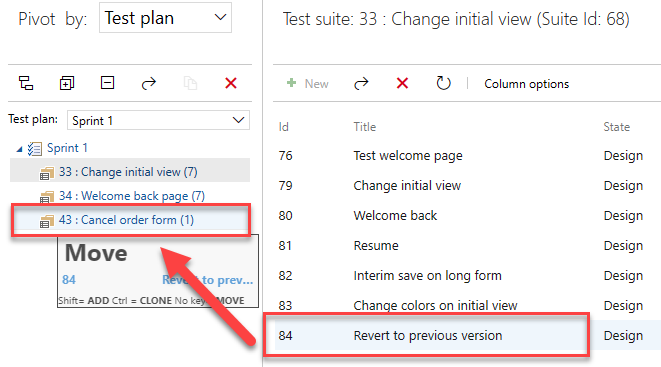 Pivot by: Test plan
Test plan: Sprint 1
Sprint 1
33 : Change initial view (7)
34 : Welcome back page (7)
43 : Cancel order form (1)
Move
84 Revert to prev...
Shift= ADD Ctrl = CLONE No key MOVE
Test suite: 33 : Change initial view (Suite Id: 68)
New Column options
Id Title State
76 Test welcome page Design
79 Change initial view Design
80 Welcome back Design
81 Resume Design
82 Interim save on long form Design
83 Change colors on initial view Design
84 Revert to previous version Design